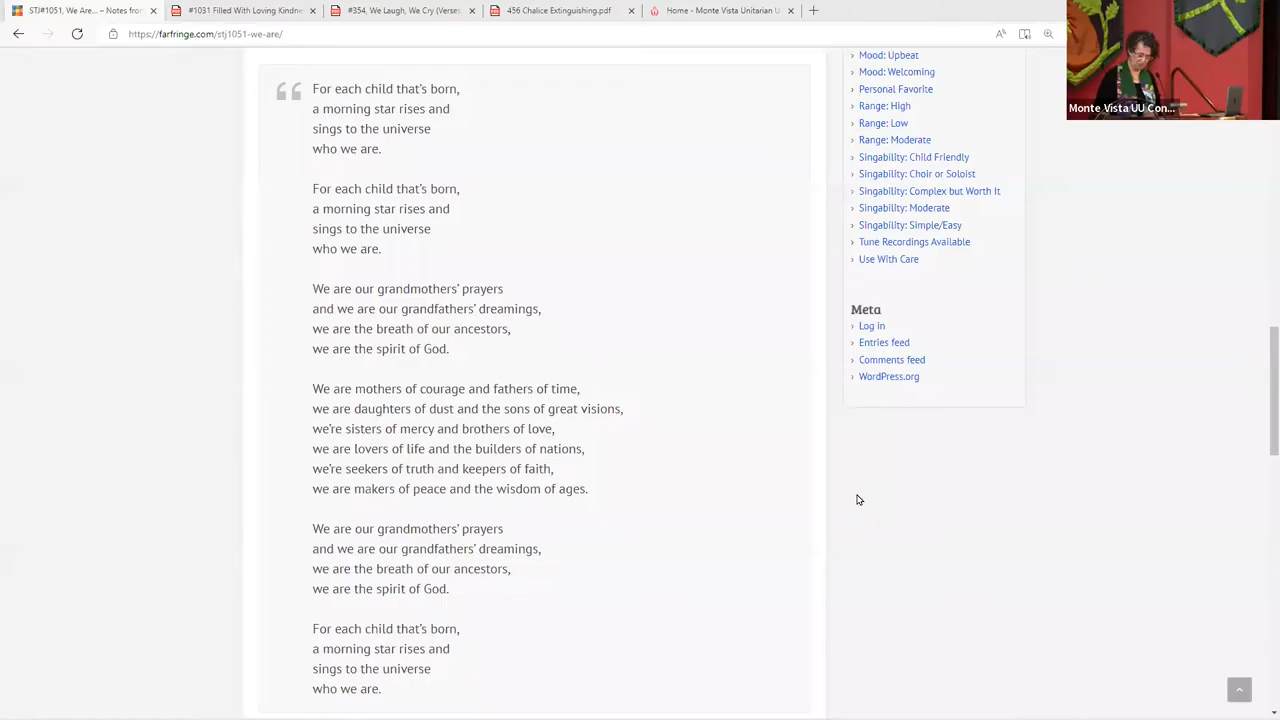 STJ#1051, We Are... – Notes from
#1031 Filled With Loving Kindne
#354, We Laugh, We Cry (Verses
456 Chalice Extinguishing.pdf
Home - Monte Vista Unitarian U
https://farfringe.com/stj1051-we-are/
For each child that's born,
a morning star rises and
sings to the universe
who we are.
For each child that's born,
a morning star rises and
sings to the universe
who we are.
We are our grandmothers' prayers
and we are our grandfathers' dreamings,
we are the breath of our ancestors,
we are the spirit of God.
We are mothers of courage and fathers of time,
we are daughters of dust and the sons of great visions,
we're sisters of mercy and brothers of love,
we are lovers of life and the builders of nations,
we're seekers of truth and keepers of faith,
we are makers of peace and the wisdom of ages.
We are our grandmothers' prayers
and we are our grandfathers' dreamings,
we are the breath of our ancestors,
we are the spirit of God.
For each child that's born,
a morning star rises and
sings to the universe
who we are.
Mood: Upbeat
Mood: Welcoming
Personal Favorite
Range: High
Range: Low
Range: Moderate
Singability: Child Friendly
Singability: Choir or Soloist
Singability: Complex but Worth It
Singability: Moderate
Singability: Simple/Easy
Tune Recordings Available
Use With Care
Meta
Log in
Entries feed
Comments feed
WordPress.org
Monte Vista UU Con...